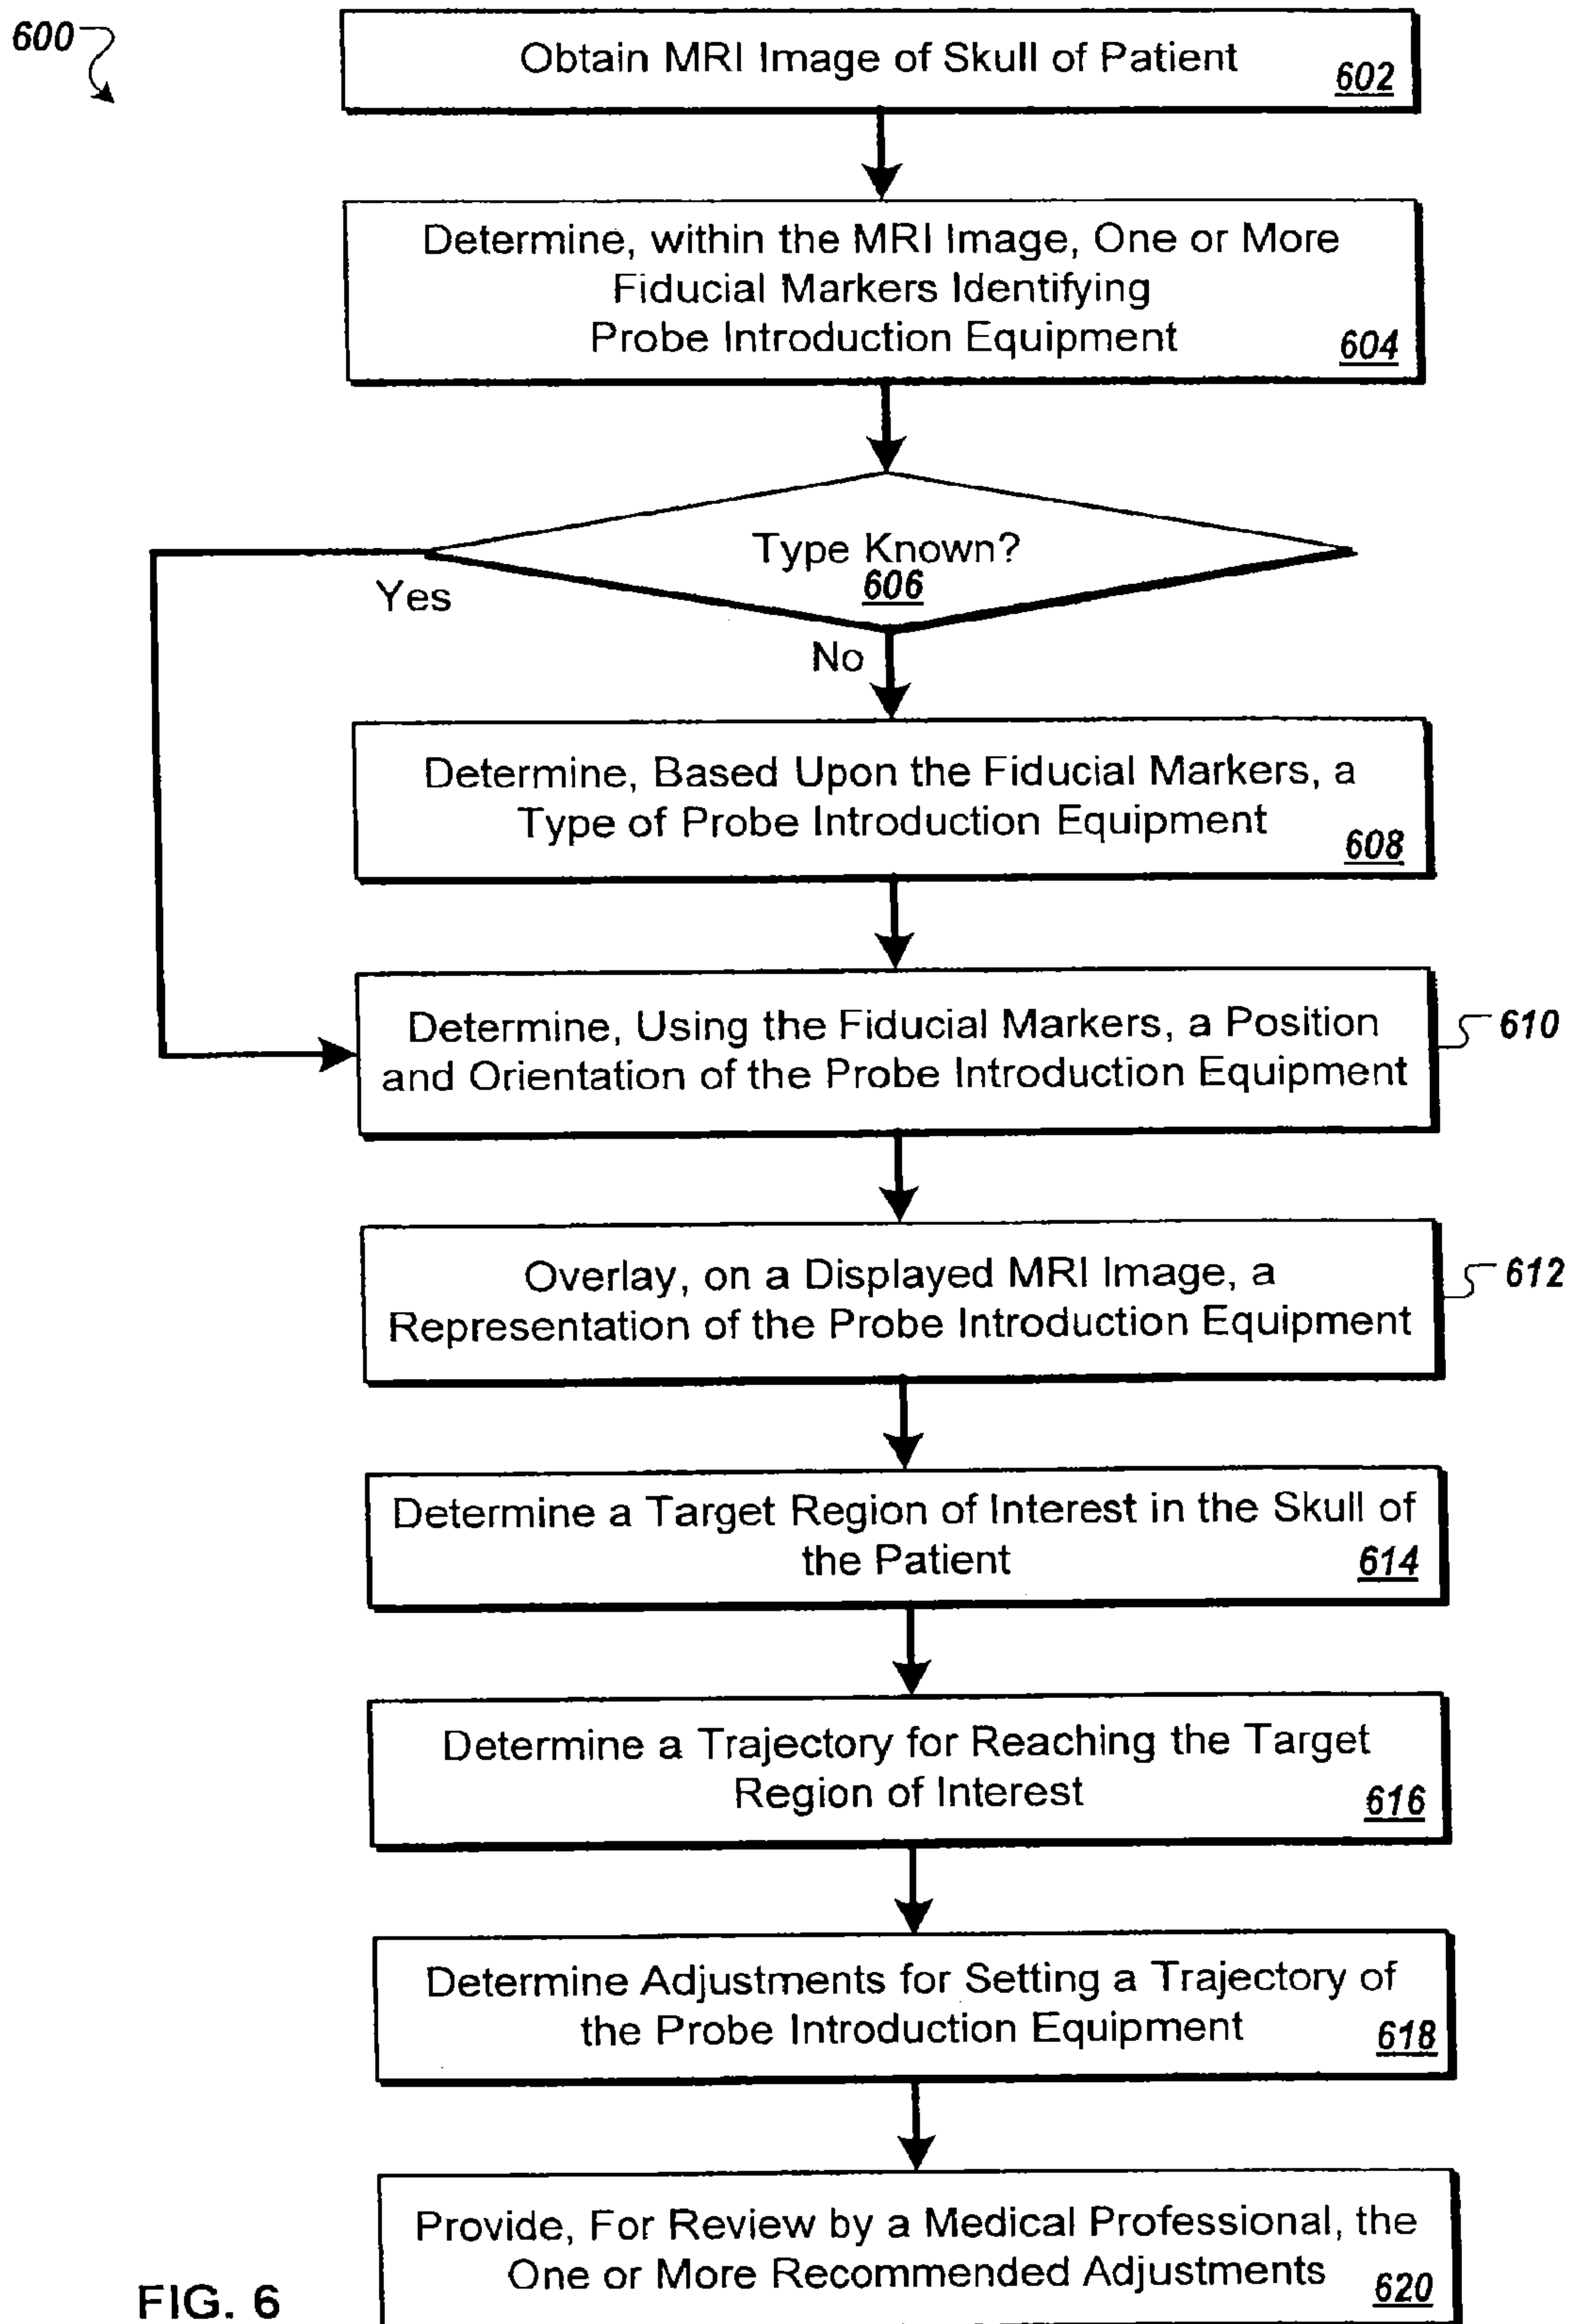 600
Obtain MRI Image of Skull of Patient
602
Determine, within the MRI Image, One or More
Fiducial Markers Identifying
Probe Introduction Equipment
604
Type Known?
606
Yes
No
Determine, Based Upon the Fiducial Markers, a
Type of Probe Introduction Equipment
608
Determine, Using the Fiducial Markers, a Position
and Orientation of the Probe Introduction Equipment
610
Overlay, on a Displayed MRI Image, a
Representation of the Probe Introduction Equipment
612
Determine a Target Region of Interest in the Skull of
the Patient
614
Determine a Trajectory for Reaching the Target
Region of Interest
616
Determine Adjustments for Setting a Trajectory of
the Probe Introduction Equipment
618
Provide, For Review by a Medical Professional, the
One or More Recommended Adjustments
620
FIG. 6